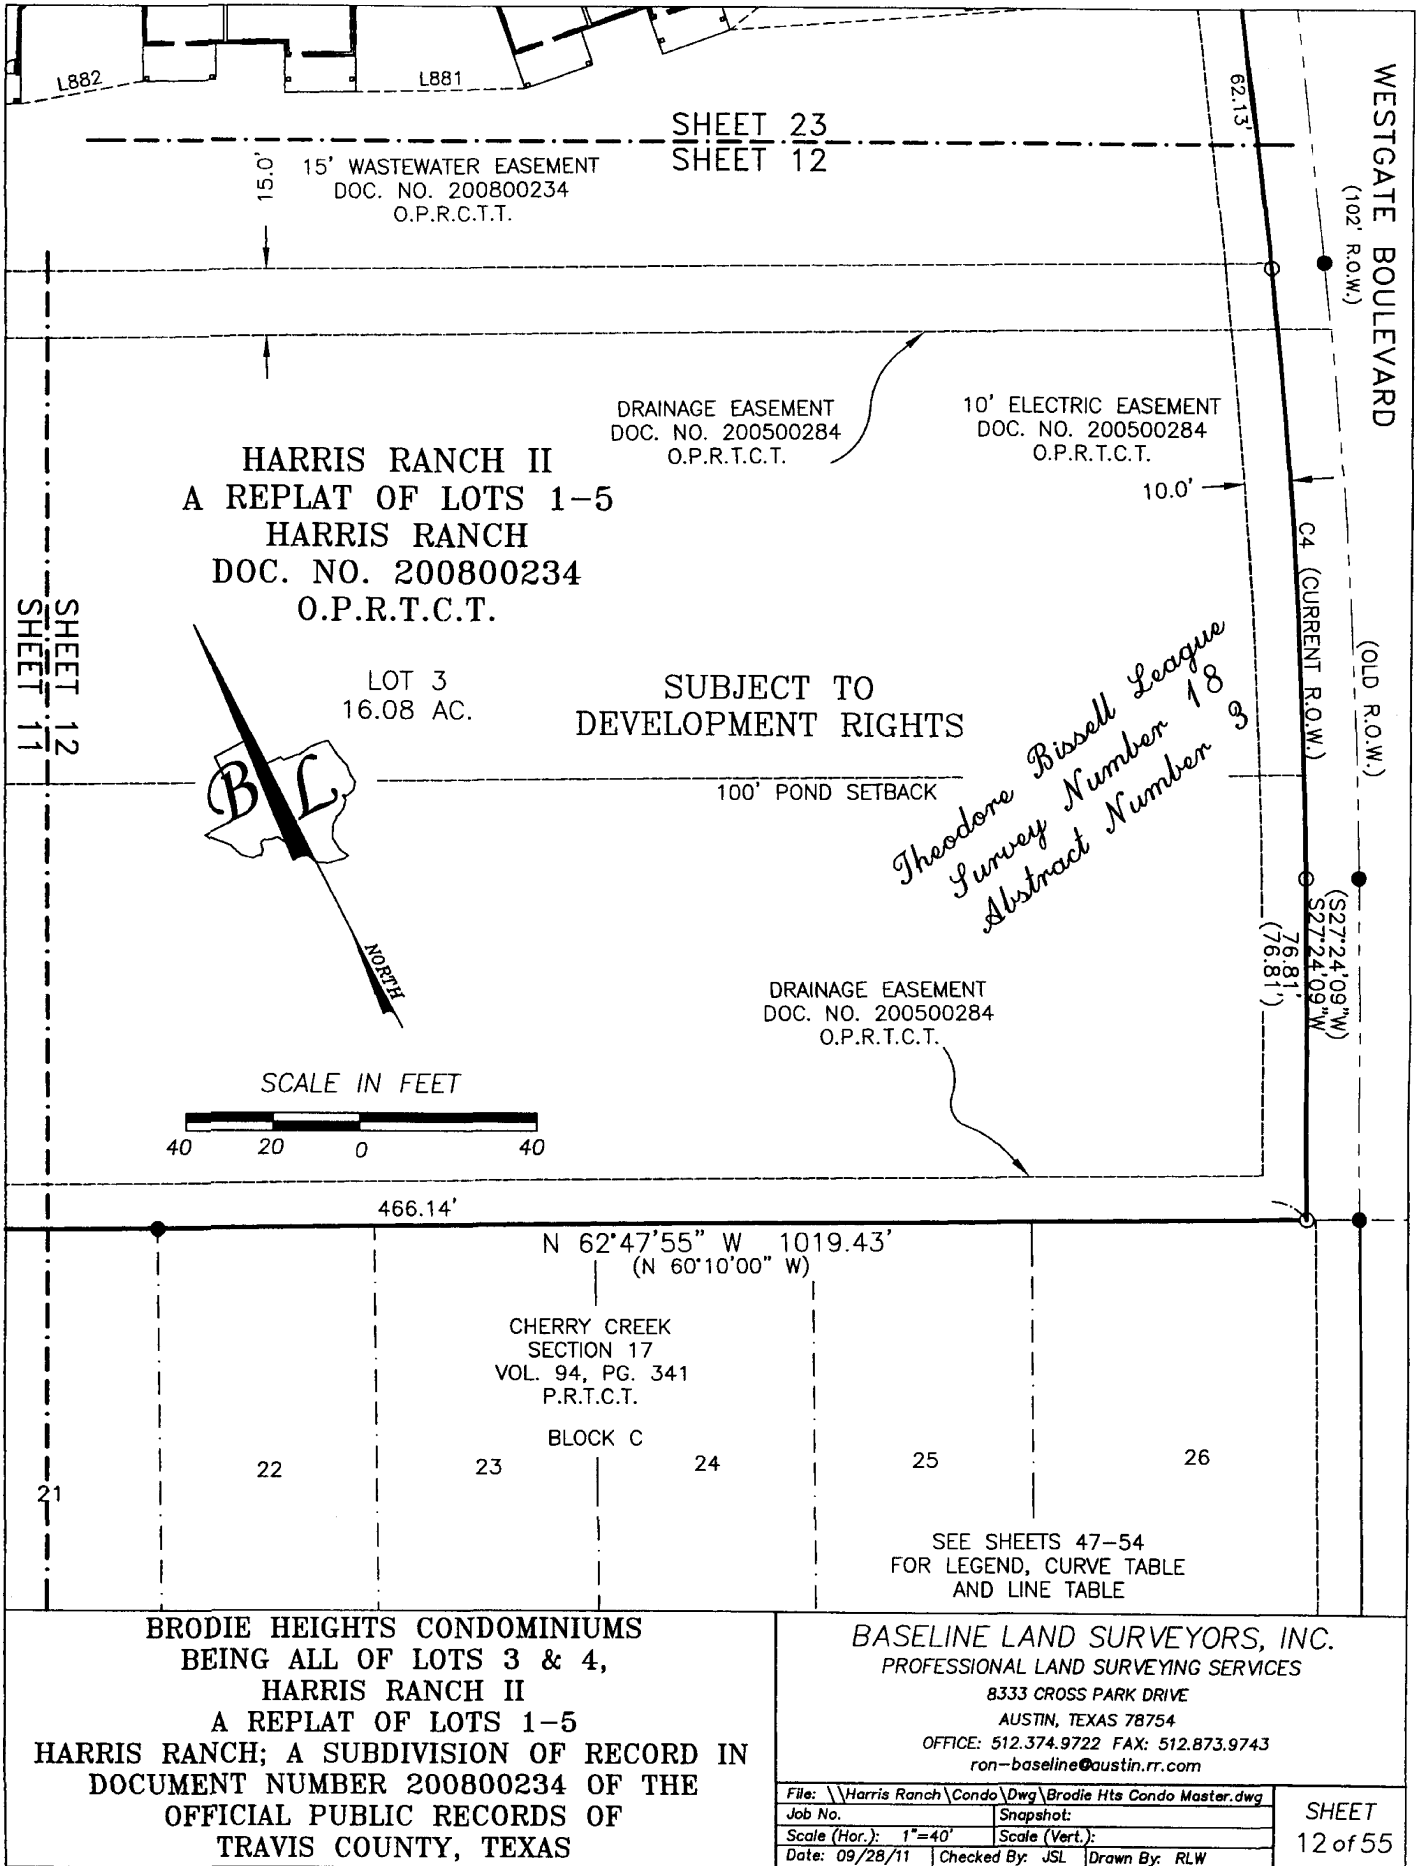 L882
L881
62.13'
WESTGATE BOULEVARD
(102' R.O.W.)
SHEET 23
SHEET 12
15.0'
15' WASTEWATER EASEMENT
DOC. NO. 200800234
O.P.R.C.T.T.
DRAINAGE EASEMENT
DOC. NO. 200500284
O.P.R.T.C.T.
10' ELECTRIC EASEMENT
DOC. NO. 200500284
O.P.R.T.C.T.
10.0'
HARRIS RANCH II
A REPLAT OF LOTS 1-5
HARRIS RANCH
DOC. NO. 200800234
O.P.R.T.C.T.
C4 (CURRENT R.O.W.)
(OLD R.O.W.)
SHEET 12
SHEET 11
LOT 3
16.08 AC.
SUBJECT TO
DEVELOPMENT RIGHTS
Theodore Bissell League
Survey Number 18
Abstract Number 3
100' POND SETBACK
B L
NORTH
(S27°24'09"W)
S27°24'09"W
76.81'
(76.81')
DRAINAGE EASEMENT
DOC. NO. 200500284
O.P.R.T.C.T.
SCALE IN FEET
40 20 0 40
466.14'
N 62°47'55" W 1019.43'
(N 60°10'00" W)
CHERRY CREEK
SECTION 17
VOL. 94, PG. 341
P.R.T.C.T.
BLOCK C
21
22
23
24
25
26
SEE SHEETS 47-54
FOR LEGEND, CURVE TABLE
AND LINE TABLE
BRODIE HEIGHTS CONDOMINIUMS
BEING ALL OF LOTS 3 & 4,
HARRIS RANCH II
A REPLAT OF LOTS 1-5
HARRIS RANCH; A SUBDIVISION OF RECORD IN
DOCUMENT NUMBER 200800234 OF THE
OFFICIAL PUBLIC RECORDS OF
TRAVIS COUNTY, TEXAS
BASELINE LAND SURVEYORS, INC.
PROFESSIONAL LAND SURVEYING SERVICES
8333 CROSS PARK DRIVE
AUSTIN, TEXAS 78754
OFFICE: 512.374.9722 FAX: 512.873.9743
ron-baseline@austin.rr.com
File: \\Harris Ranch\Condo\Dwg\Brodie Hts Condo Master.dwg
Job No. Snapshot:
Scale (Hor.): 1"=40' Scale (Vert.):
Date: 09/28/11 Checked By: JSL Drawn By: RLW
SHEET
12 of 55